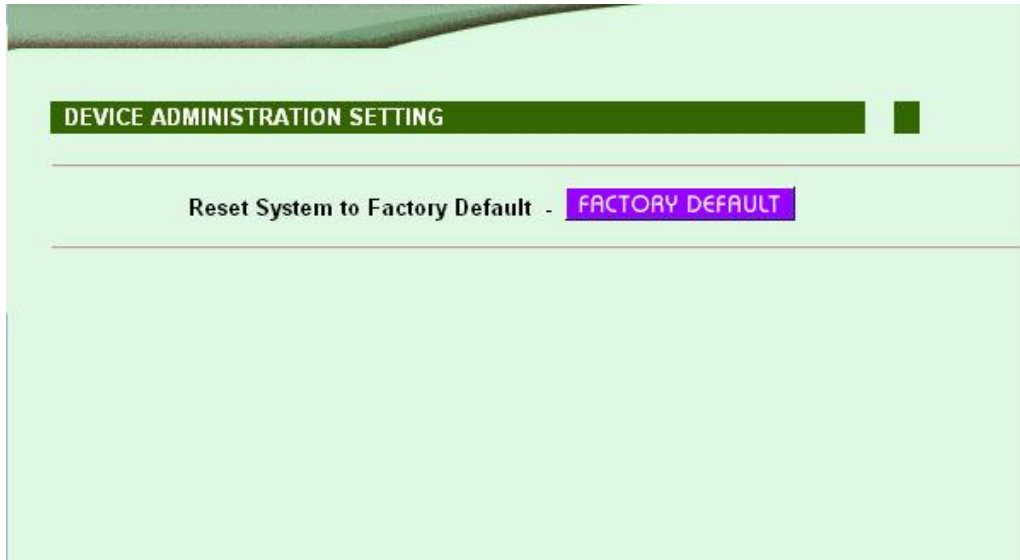 DEVICE ADMINISTRATION SETTING
Reset System to Factory Default - FACTORY DEFAULT